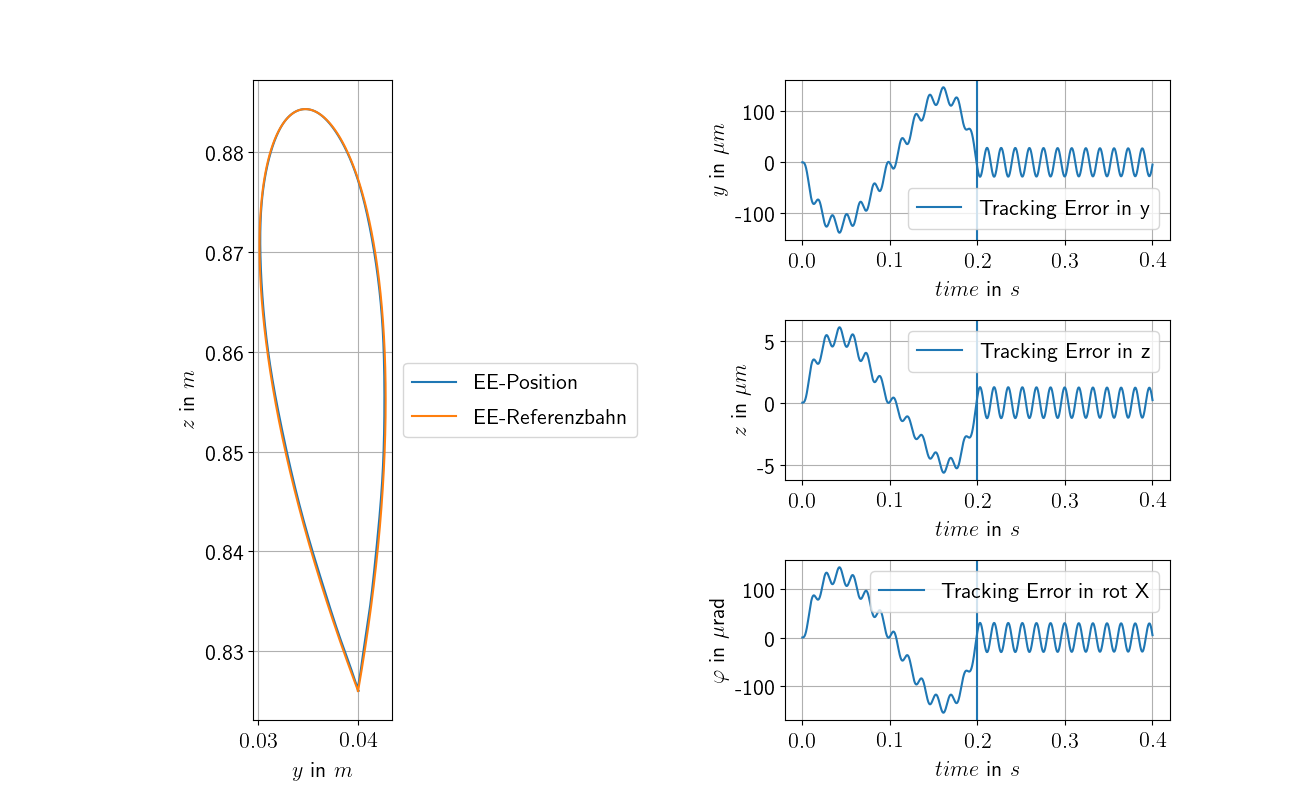 0.88
0.87
0.86
0.85
0.84
0.83
z in m
0.03
0.04
y in m
EE-Position
EE-Referenzbahn
100
0
-100
y in μm
Tracking Error in y
0.0
0.1
0.2
0.3
0.4
time in s
5
0
-5
z in μm
Tracking Error in z
0.0
0.1
0.2
0.3
0.4
time in s
100
0
-100
φ in μrad
Tracking Error in rot X
0.0
0.1
0.2
0.3
0.4
time in s